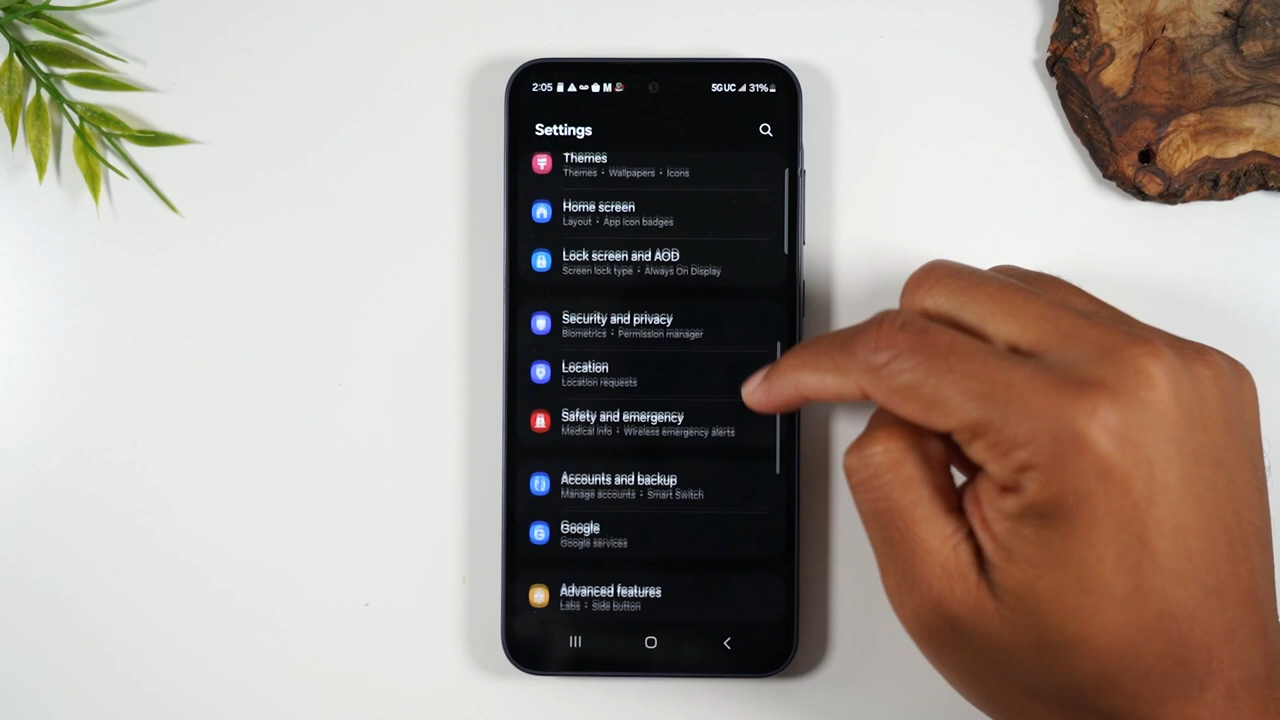 2:05 M 5G UC 31%
Settings
Themes
Themes • Wallpapers • Icons
Home screen
Layout • App icon badges
Lock screen and AOD
Screen lock type • Always On Display
Security and privacy
Biometrics • Permission manager
Location
Location requests
Safety and emergency
Medical info • Wireless emergency alerts
Accounts and backup
Manage accounts • Smart Switch
Google
Google services
Advanced features
Labs • Side button